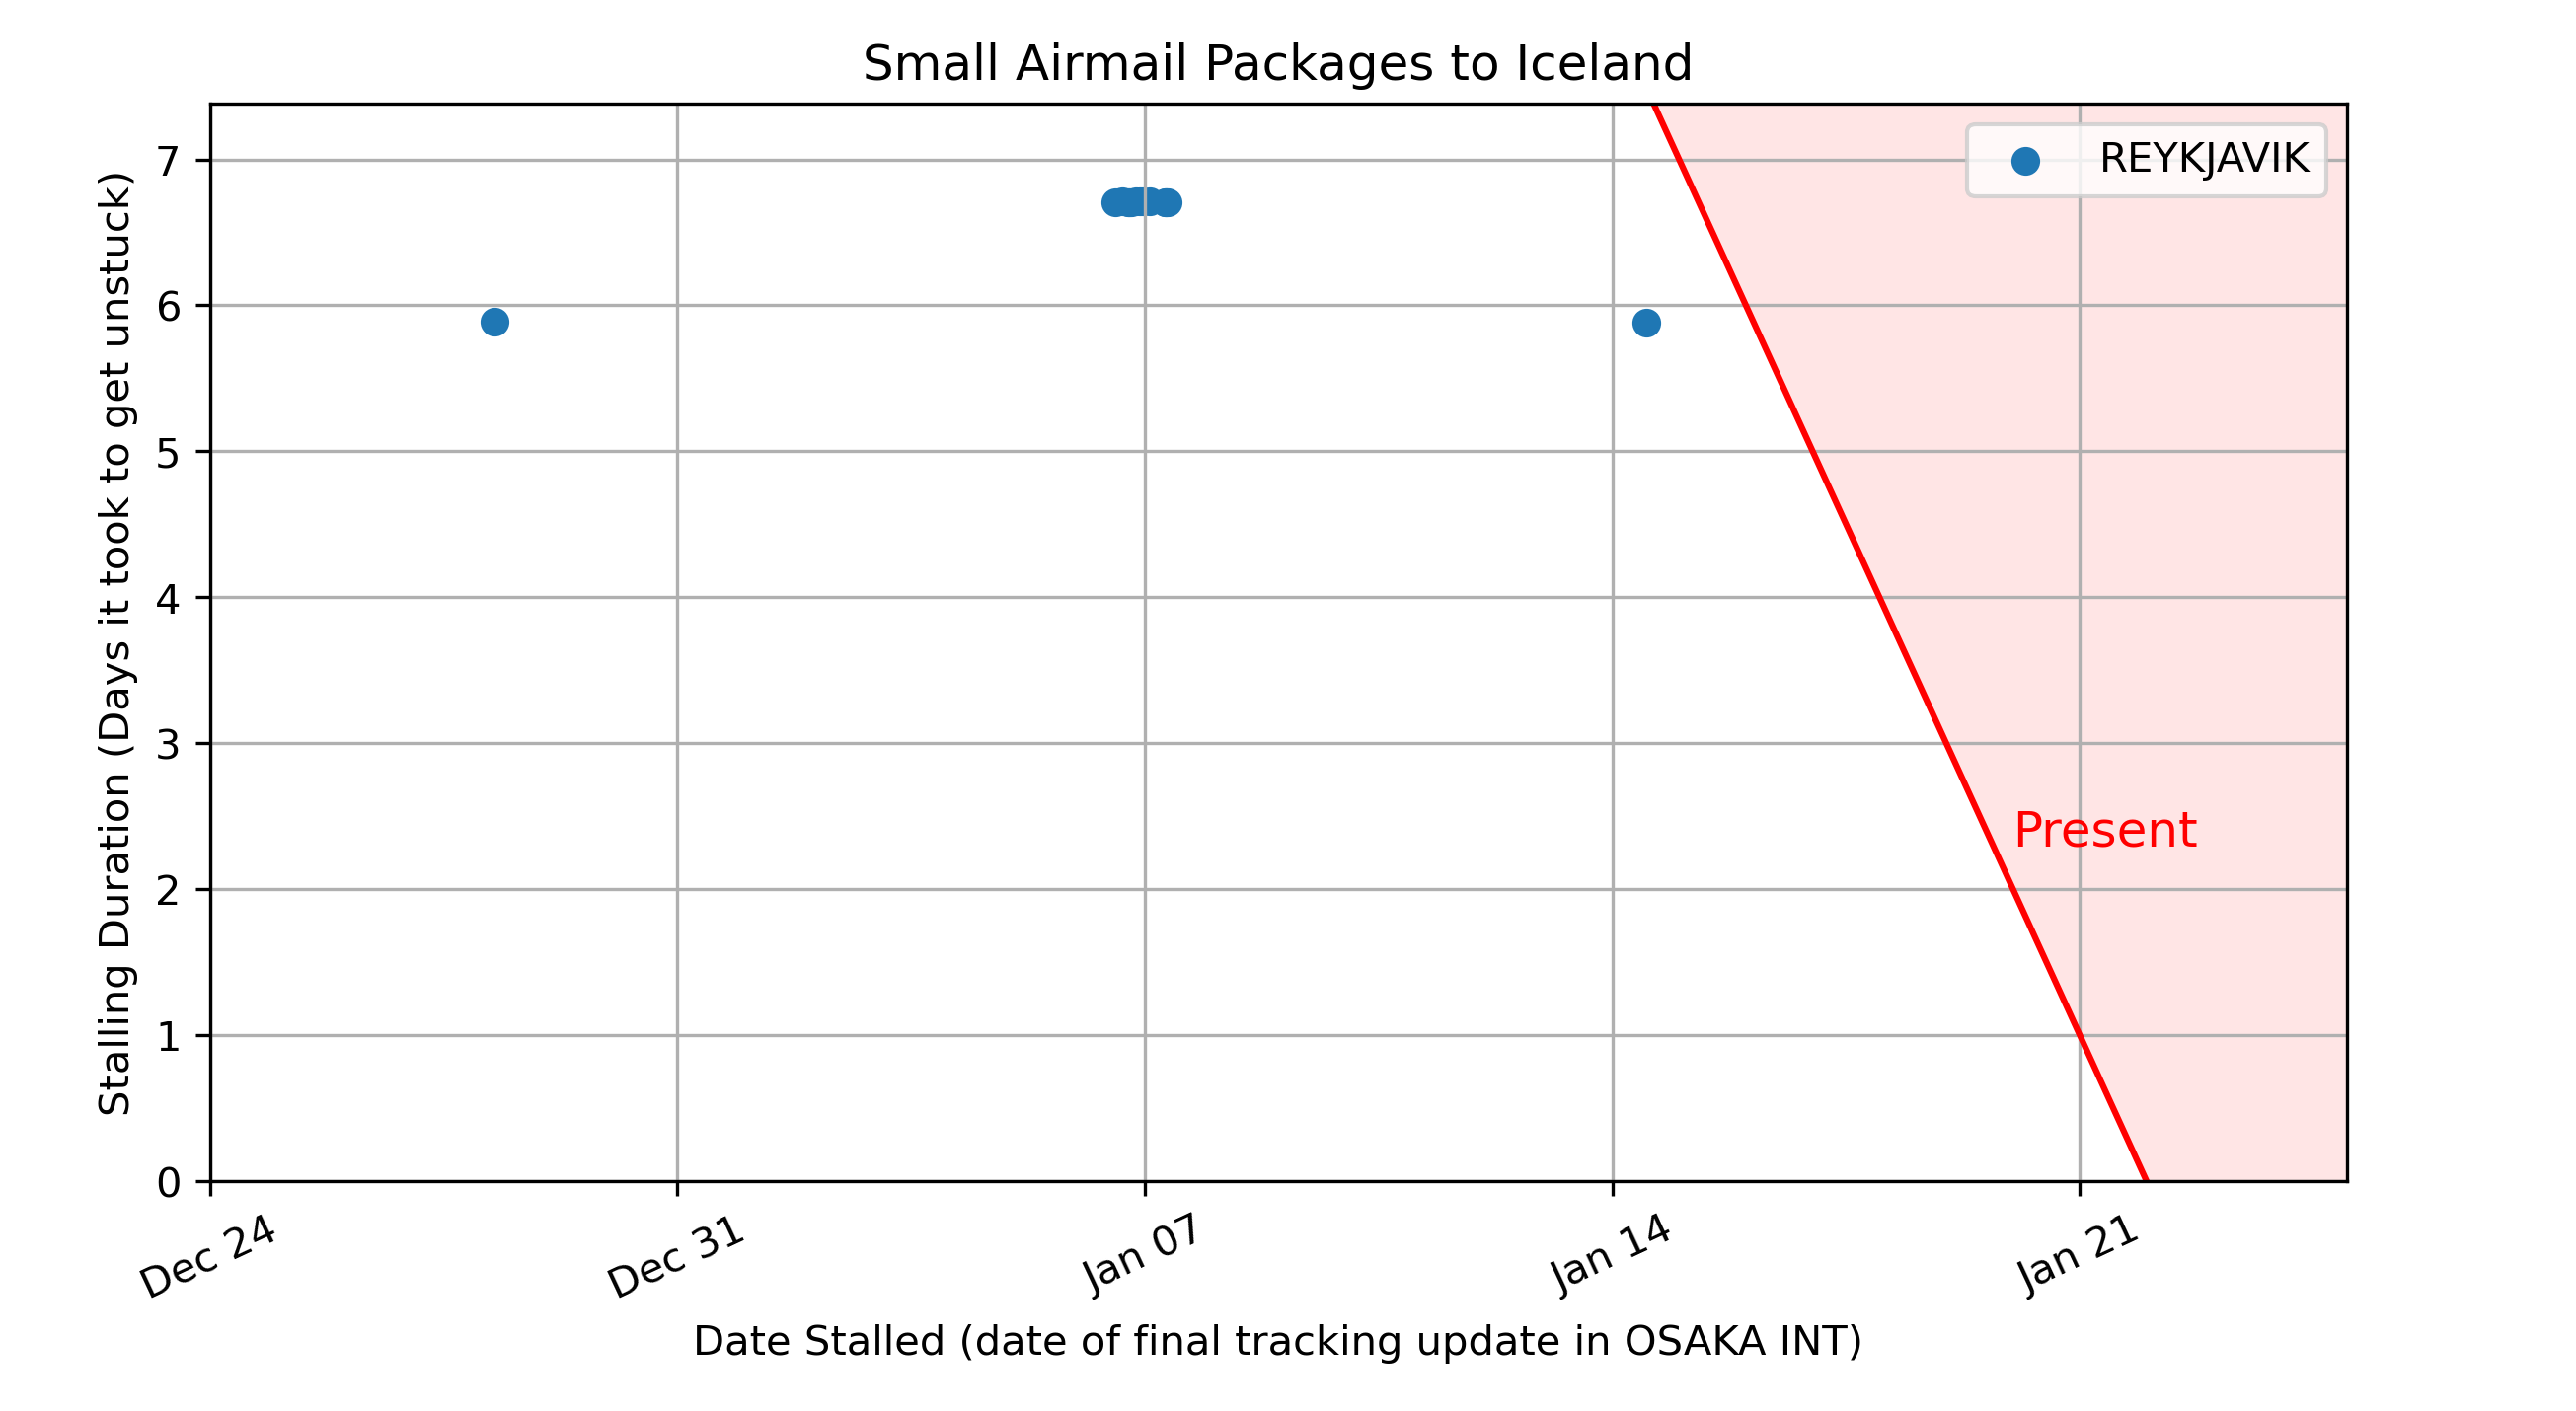 Small Airmail Packages to Iceland
REYKJAVIK
Stalling Duration (Days it took to get unstuck)
7
6
5
4
3
2
1
0
Present
Dec 24
Dec 31
Jan 07
Jan 14
Jan 21
Date Stalled (date of final tracking update in OSAKA INT)